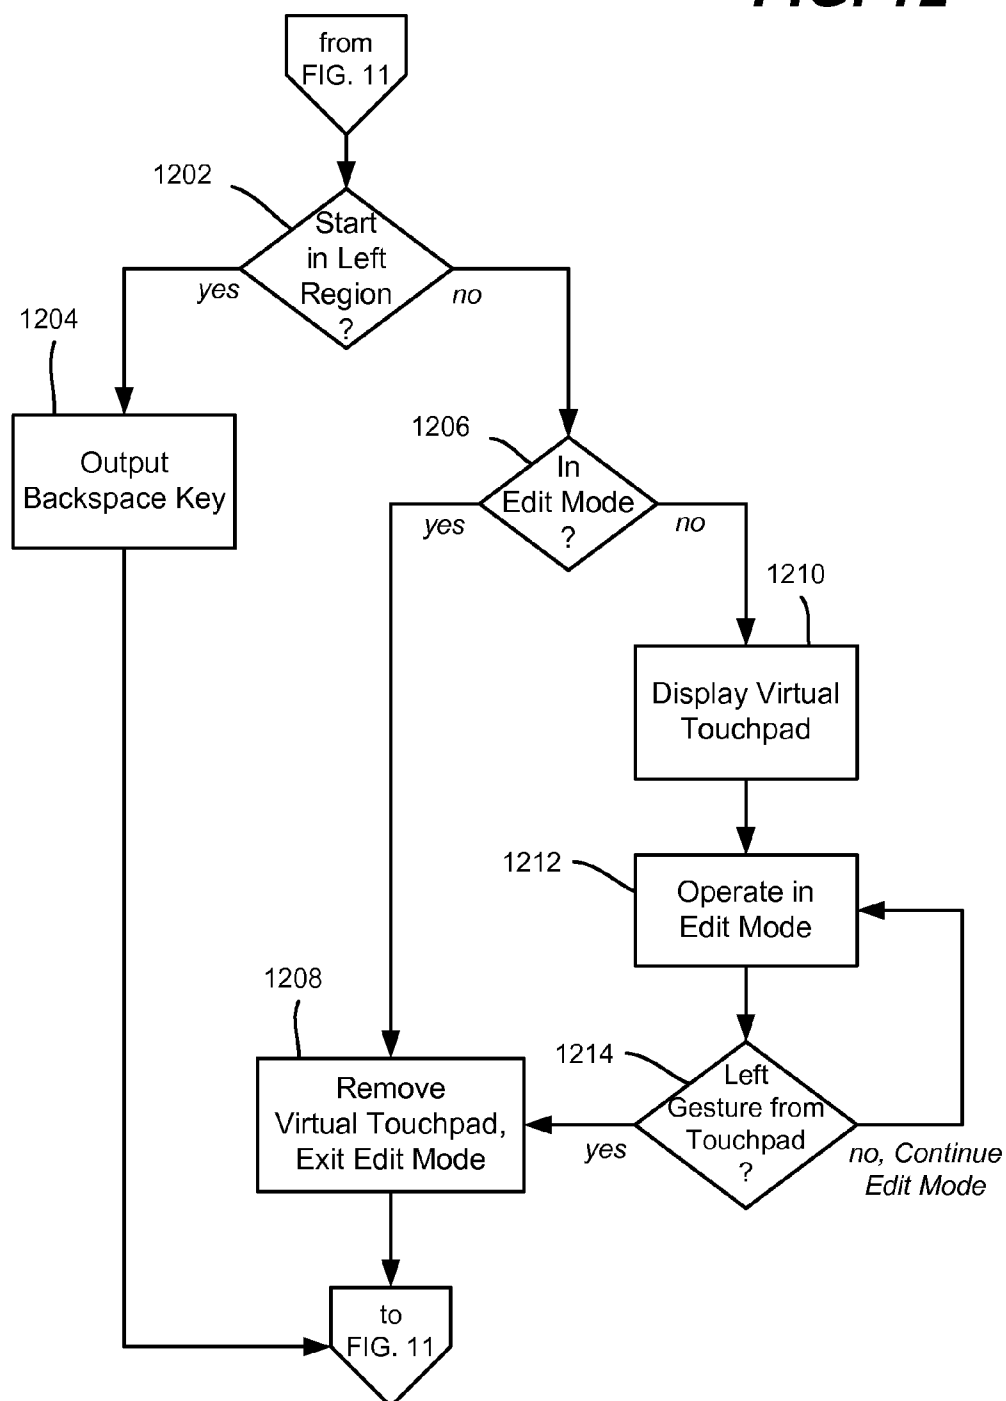 from
FIG. 11
1202
Start
in Left
Region
?
yes
no
1204
Output
Backspace Key
1206
In
Edit Mode
?
yes
no
1210
Display Virtual
Touchpad
1212
Operate in
Edit Mode
1208
Remove
Virtual Touchpad,
Exit Edit Mode
1214
Left
Gesture from
Touchpad
?
yes
no, Continue
Edit Mode
to
FIG. 11